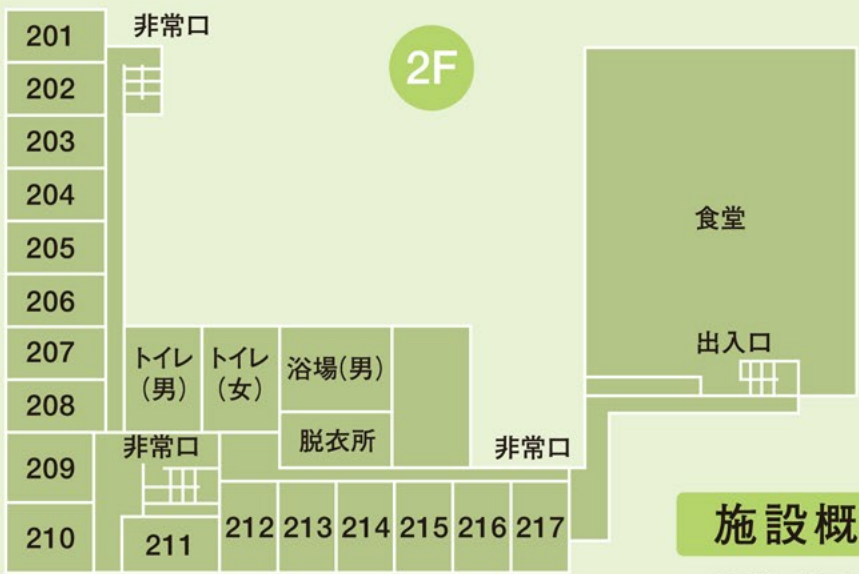 201
非常口
2F
202
203
204
205
206
207
208
209
210
食堂
出入口
トイレ
(男)
トイレ
(女)
浴場(男)
脱衣所
非常口
非常口
211
212
213
214
215
216
217
施設概